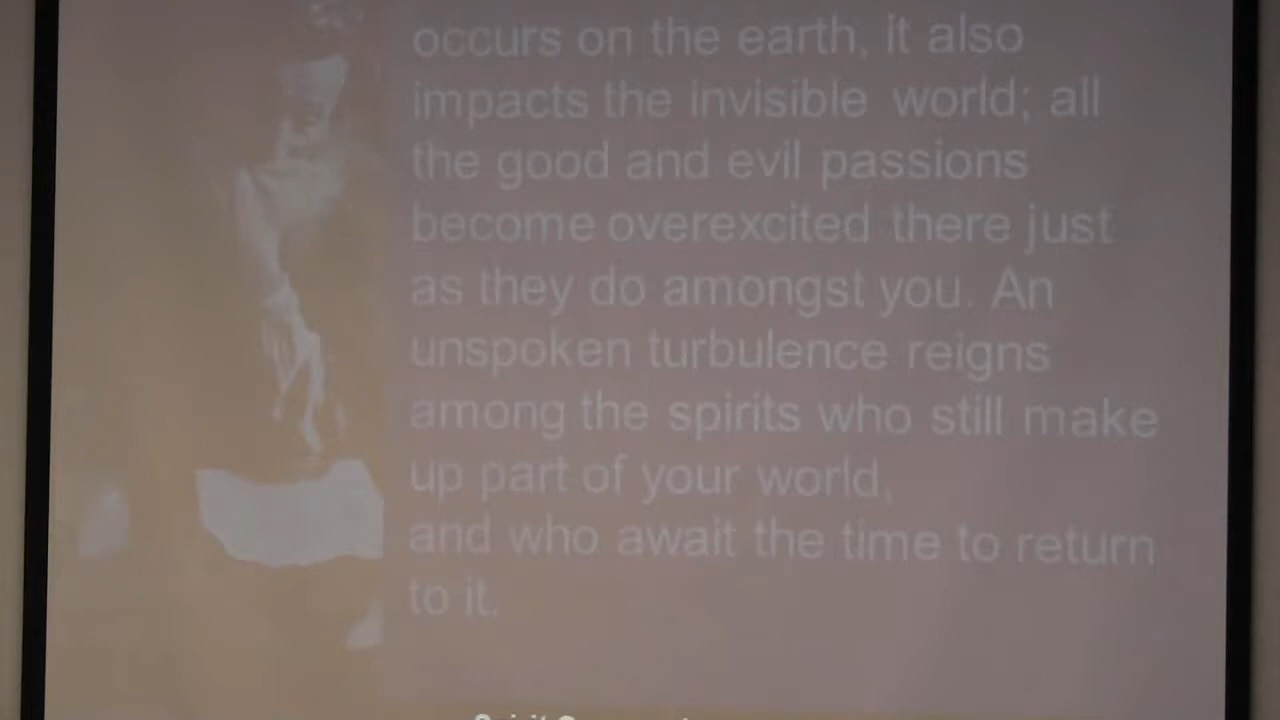 occurs on the earth, it also
impacts the invisible world; all
the good and evil passions
become overexcited there just
as they do amongst you. An
unspoken turbulence reigns
among the spirits who still make
up part of your world,
and who await the time to return
to it.